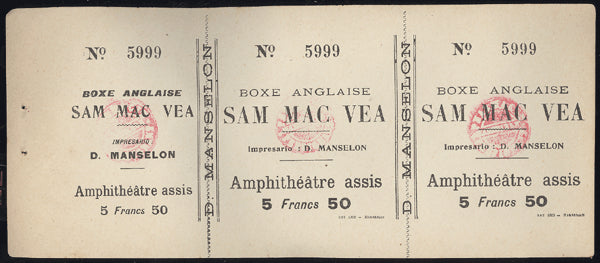 Nº 5999
BOXE ANGLAISE
SAM MAC VEA
IMPRESARIO
D. MANSELON
Amphithéâtre assis
5 Francs 50
D. MANSELON
Nº 5999
BOXE ANGLAISE
SAM MAC VEA
Impresario : D. MANSELON
Amphithéâtre assis
5 Francs 50
D. MANSELON
Nº 5999
BOXE ANGLAISE
SAM MAC VEA
Impresario : D. MANSELON
Amphithéâtre assis
5 Francs 50